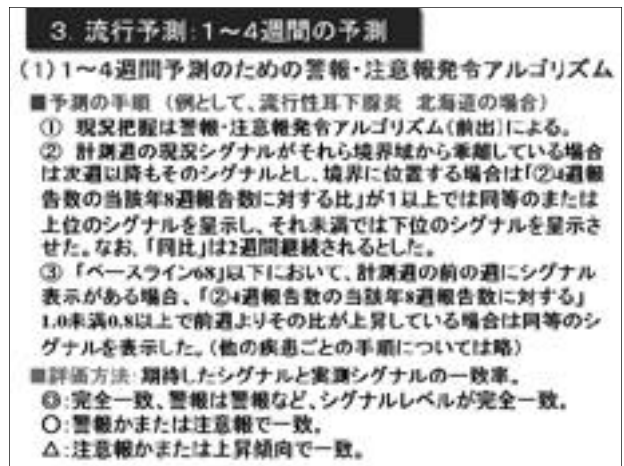 3. 流行予測:1～4週間の予測
(1)1～4週間予測のための警報・注意報発令アルゴリズム
■予測の手順 (例として、流行性耳下腺炎 北海道の場合)
① 現況把握は警報・注意報発令アルゴリズム(前出)による。
② 計測週の現況シグナルがそれら境界域から乖離している場合
は次週以降もそのシグナルとし、境界に位置する場合は「②4週報
告数の当該年8週報告数に対する比」が1以上では同等のまたは
上位のシグナルを呈示し、それ未満では下位のシグナルを呈示さ
せた。なお、「同比」は2週間継続されるとした。
③ 「ベースライン68」以下において、計測週の前の週にシグナル
表示がある場合、「②4週報告数の当該年8週報告数に対する」
1.0未満0.8以上で前週よりその比が上昇している場合は同等のシ
グナルを表示した。(他の疾患ごとの手順については略)
■評価方法:期待したシグナルと実測シグナルの一致率。
◎:完全一致、警報は警報など、シグナルレベルが完全一致。
○:警報かまたは注意報で一致。
△:注意報かまたは上昇傾向で一致。